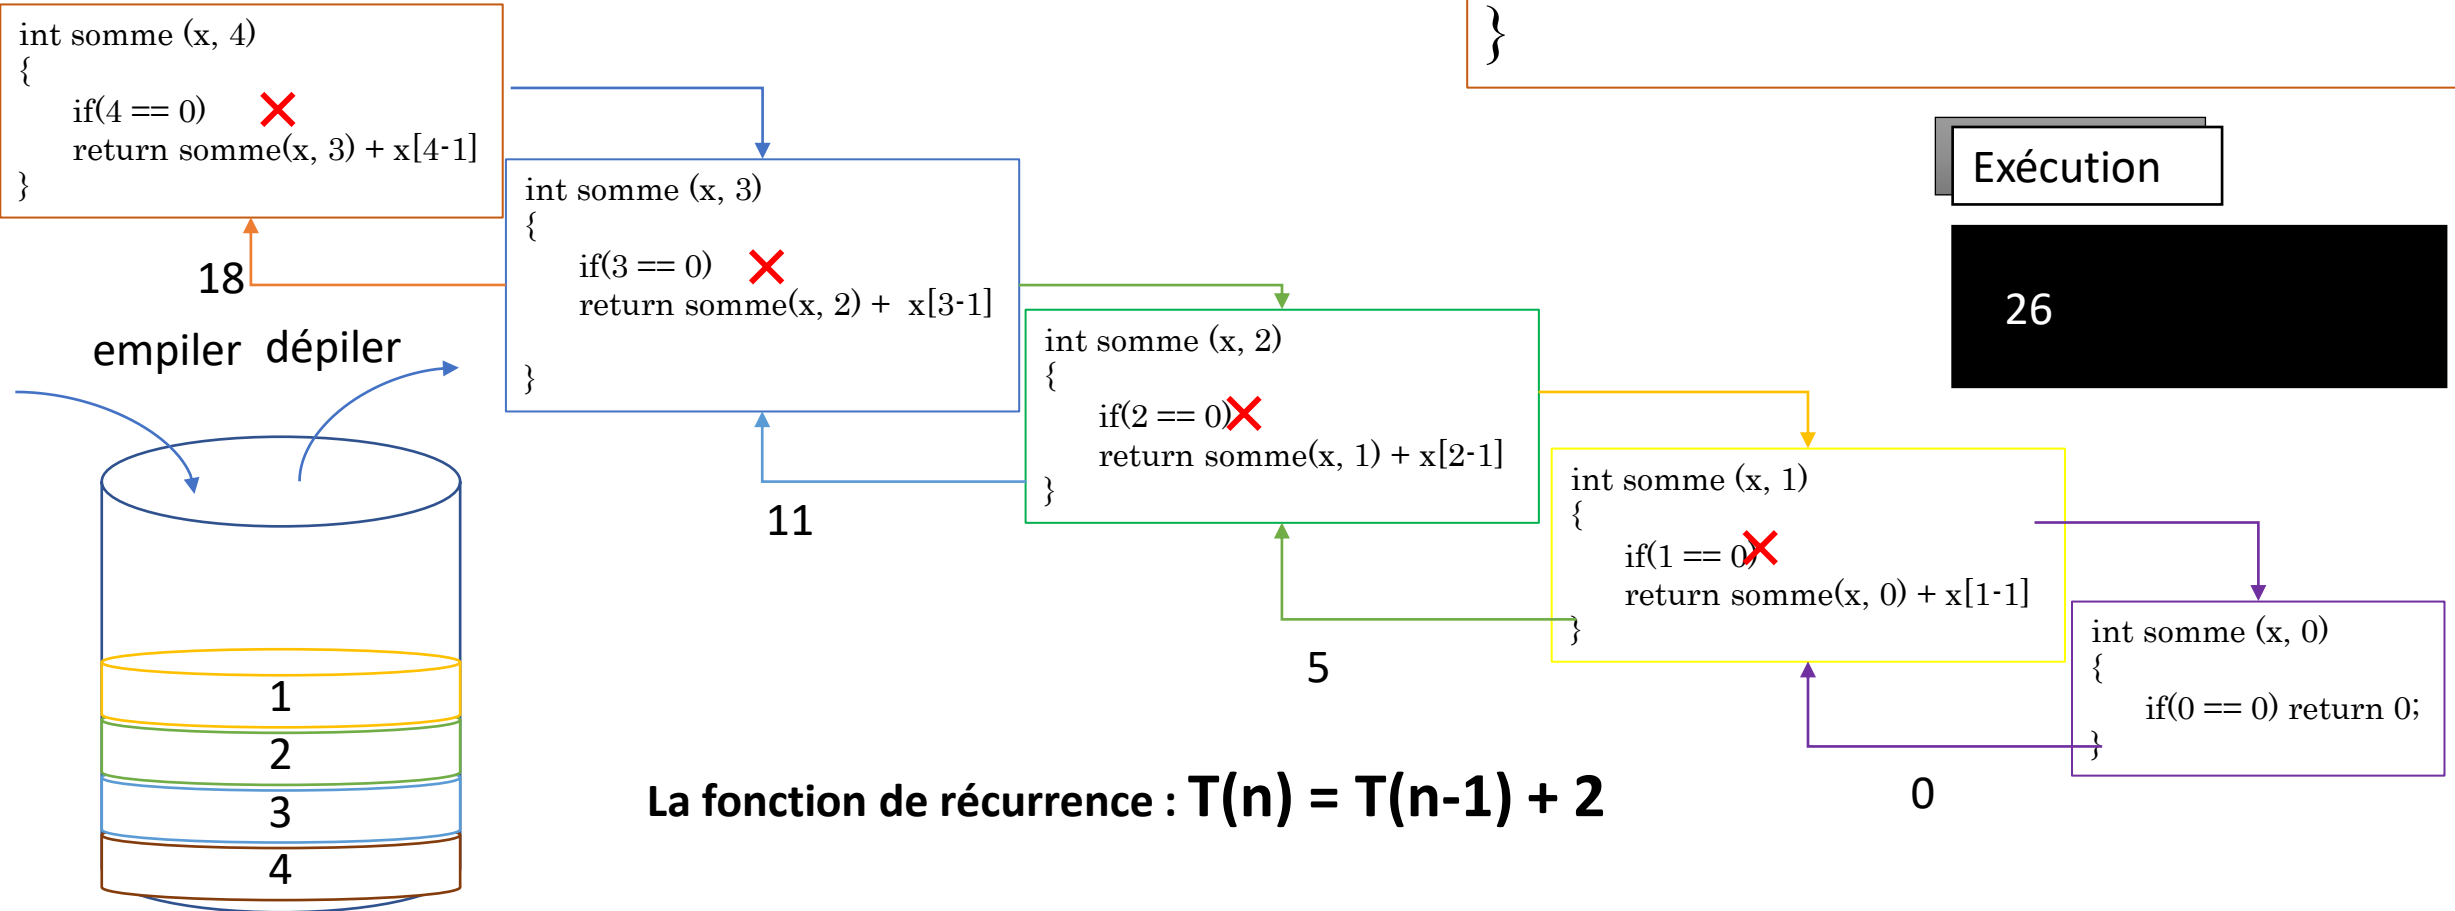 }
int somme (x, 4)
{
if(4 == 0)
return somme(x, 3) + x[4-1]
}
Exécution
26
int somme (x, 3)
{
if(3 == 0)
return somme(x, 2) + x[3-1]
}
18
empiler dépiler
int somme (x, 2)
{
if(2 == 0)
return somme(x, 1) + x[2-1]
}
11
int somme (x, 1)
{
if(1 == 0)
return somme(x, 0) + x[1-1]
}
5
int somme (x, 0)
{
if(0 == 0) return 0;
}
0
1
2
3
4
La fonction de récurrence : T(n) = T(n-1) + 2